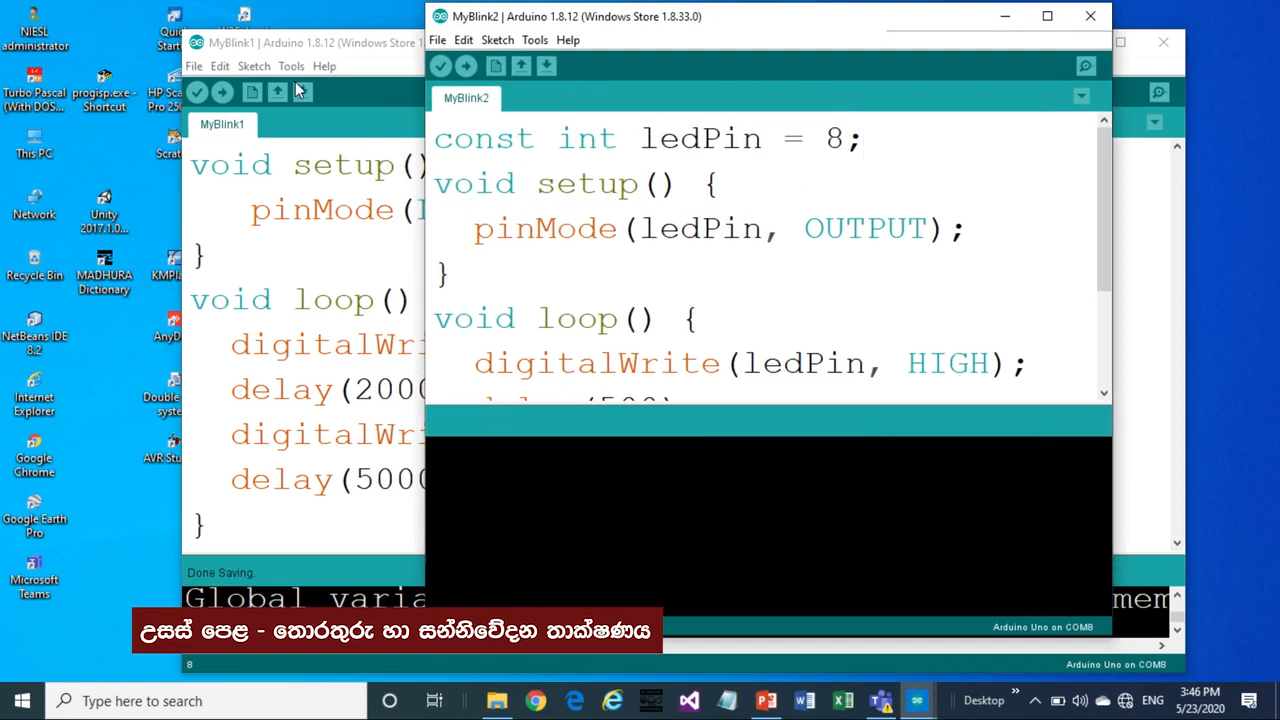 NIESL
administrator
Turbo Pascal
(With DOS...
progisp.exe -
Shortcut
This PC
Network
Unity
2017.1.0...
Recycle Bin
MADHURA
Dictionary
NetBeans IDE
8.2
Internet
Explorer
Google
Chrome
Google Earth
Pro
Microsoft
Teams
Quick
Start
HP Sca
Pro 250
Scrat
KMPla
AnyD
Double
syste
AVR Stu
MyBlink1 | Arduino 1.8.12 (Windows Store 1
File Edit Sketch Tools Help
MyBlink1
void setup()
pinMode(
}
void loop()
digitalWri
delay(2000
digitalWri
delay(5000
}
Done Saving.
Global varia
mem
8
Arduino Uno on COM8
MyBlink2 | Arduino 1.8.12 (Windows Store 1.8.33.0)
File Edit Sketch Tools Help
MyBlink2
const int ledPin = 8;
void setup() {
pinMode(ledPin, OUTPUT);
}
void loop() {
digitalWrite(ledPin, HIGH);
Arduino Uno on COM8
උසස් පෙළ - තොරතුරු හා සන්නිවේදන තාක්ෂණය
Type here to search
Desktop
ENG
3:46 PM
5/23/2020